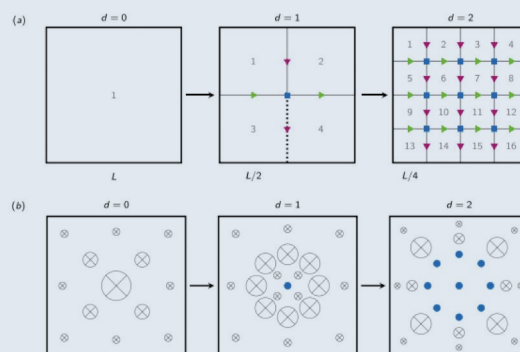 (a) d = 0 d = 1 d = 2
1
1 2
3 4
1 2 3 4
5 6 7 8
9 10 11 12
13 14 15 16
L L/2 L/4
(b) d = 0 d = 1 d = 2